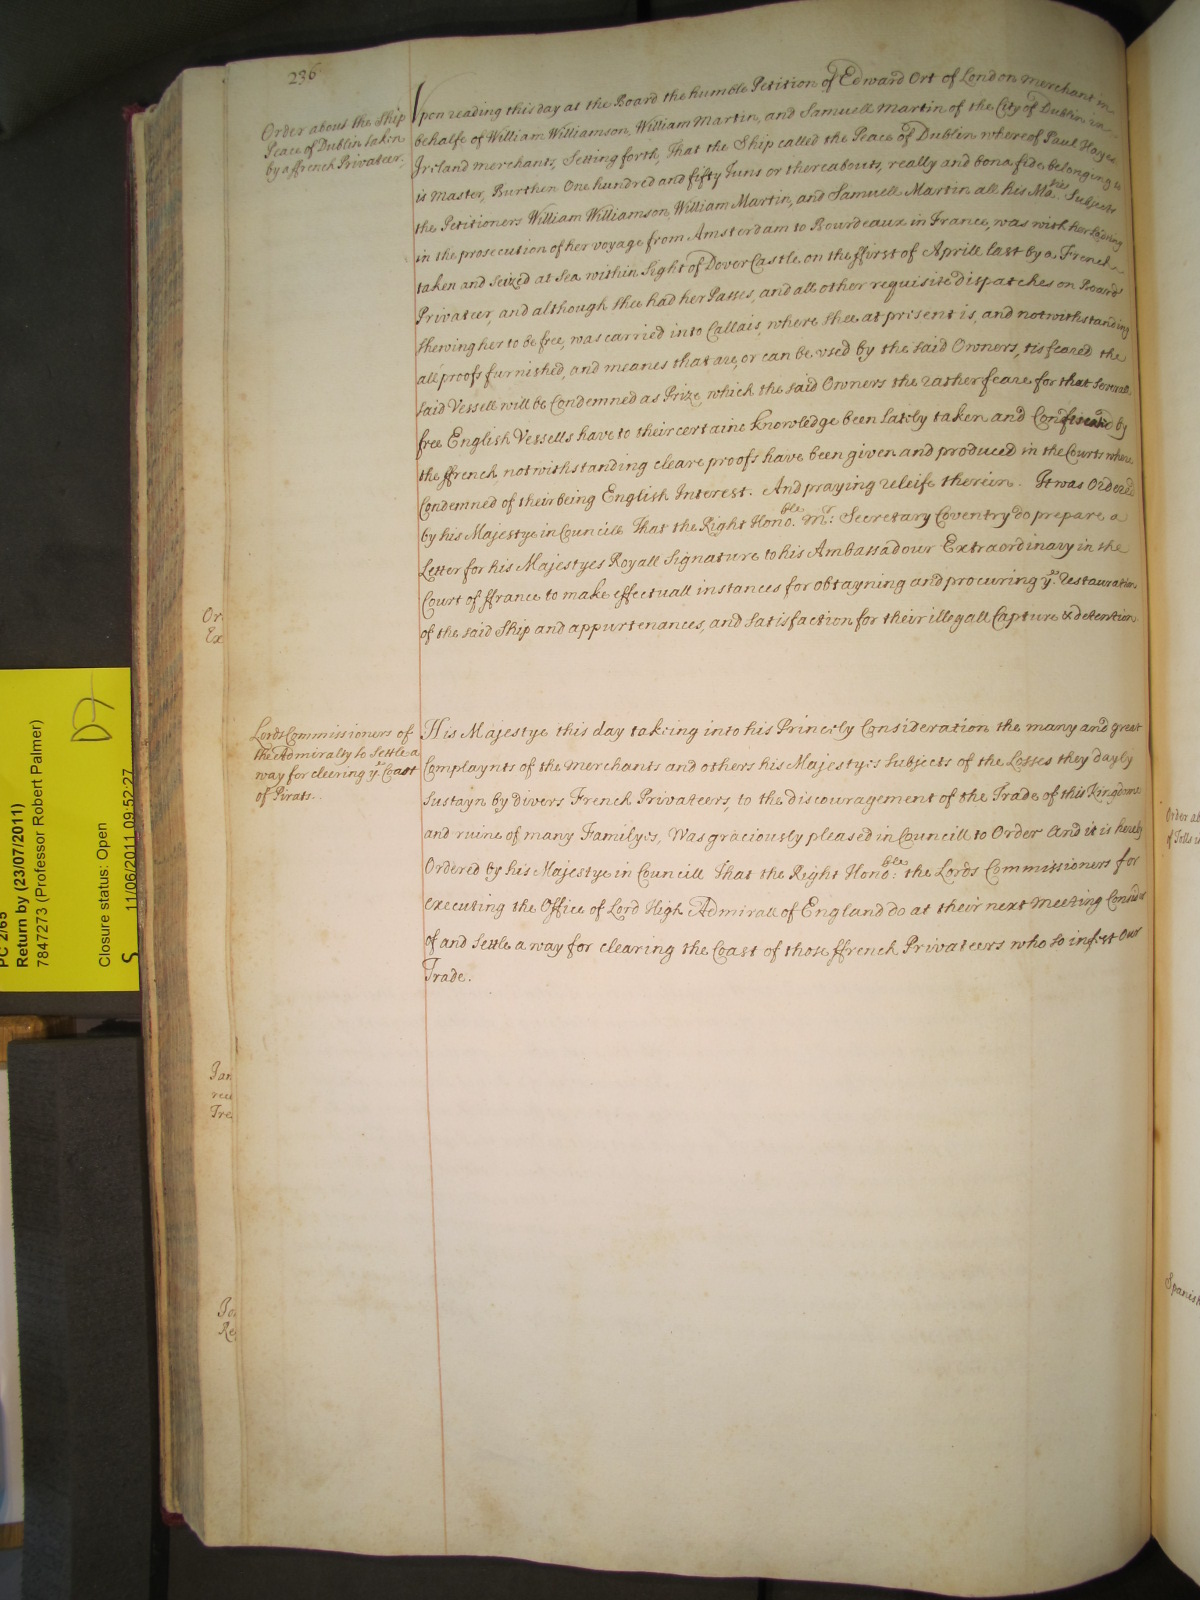 236
Order about the Ship
Peace of Dublin taken
by a ffrench Privateer.
Vpon reading this day at the Board the humble Petition of Edward Ort of London Merchant in
behalfe of William Williamson, William Martin, and Samuell Martin of the City of Dublin in
Ireland Merchants, Setting forth, That the Ship called the Peace of Dublin whereof Paul Hayes
is Master, Burthen One hundred and fifty Tuns or thereabouts, really and bona fide belonging to
the Petitioners William Williamson, William Martin, and Samuell Martin all his Ma:ties Subjects
in the prosecution of her voyage from Amsterdam to Bourdeaux in France, was with her Lading
taken and seized at Sea within sight of Dover Castle on the ffirst of Aprill last by a French
Privateer, and although shee had her Passes, and all other requisite dispatches on Board
shewing her to be free, was carried into Callais, where shee at present is, and notwithstanding
all proofs furnished, and meanes that are, or can be vsed by the said Owners, tis feared the
said Vessell will be Condemned as Prize which the said Owners the rather feare for that severall
free English Vessells have to their certaine knowledge been lately taken and Confiscated by
the ffrench, notwithstanding cleare proofs have been given and produced in the Courts where
Condemned of their being English Interest. And praying releife therein. It was Ordered
by his Majestye in Councill That the Right Hono:ble Mr: Secretary Coventry do prepare a
Letter for his Majestyes Royall Signature to his Ambassadour Extraordinary in the
Court of ffrance to make effectuall instances for obtayning and procuring ye. restauration
of the said Ship and appurtenances, and satisfaction for their illegall Capture & detention
Or
Ex
Lords Commissioners of
the Admiralty to Settle a
way for cleering ye Coast
of Pirats.
His Majestye this day taking into his Princely Consideration the many and great
Complaynts of the Merchants and others his Majestyes Subjects of the Losses they dayly
Sustayn by divers French Privateers, to the discouragement of the Trade of this Kingdome
and ruine of many Familyes, Was graciously pleased in Councill to Order And it is hereby
Ordered by his Majestye in Councill That the Right Hono:ble the Lords Commissioners for
executing the Office of Lord High Admirall of England do at their next Meeting Consider
of and Settle a way for clearing the Coast of those ffrench Privateers who so infest Our
Trade.
PC 2/65
Return by (23/07/2011)
7847273 (Professor Robert Palmer)
Closure status: Open
S 11/06/2011 09:52:27
D7
Order ab
of Tolls
Spanish